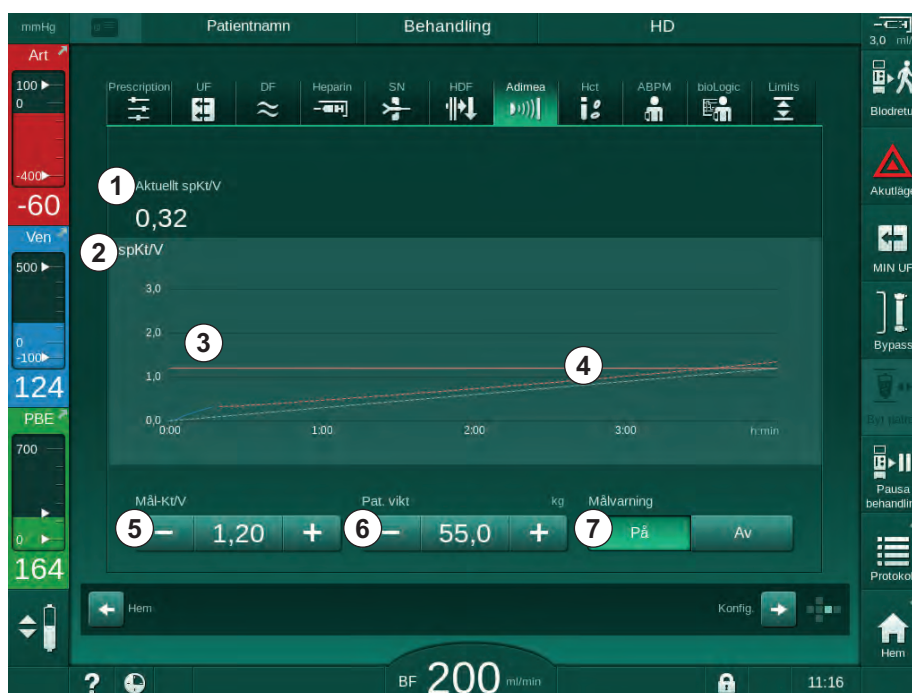 mmHg
Patientnamn
Behandling
HD
3,0 ml/
Art
100
0
-400
-60
Ven
500
0
-100
124
PBE
700
0
164
Prescription
UF
DF
Heparin
SN
HDF
Adimea
Hct
ABPM
bioLogic
Limits
1
Aktuellt spKt/V
0,32
2
spKt/V
3,0
2,0
3
1,0
4
0,0
0:00
1:00
2:00
3:00
h:min
Mål-Kt/V
Pat. vikt
kg
Målvarning
5
− 1,20 +
6
− 55,0 +
7
På
Av
Hem
Konfig.
BF 200 ml/min
?
11:16
Blodretu
Akutläge
MIN UF
Bypass
Pausa
behandlin
Protokol
Hem